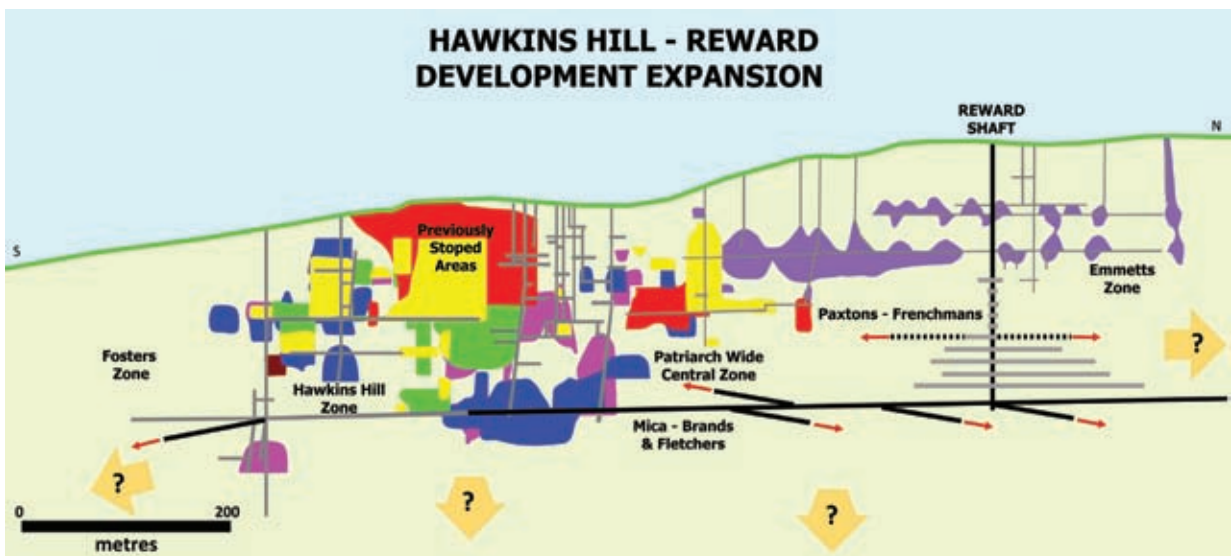 HAWKINS HILL - REWARD
DEVELOPMENT EXPANSION
REWARD
SHAFT
N
S
Previously
Stoped
Areas
Emmetts
Zone
Paxtons - Frenchmans
?
Fosters
Zone
Hawkins Hill
Zone
Patriarch Wide
Central Zone
Mica - Brands
& Fletchers
?
?
?
0 200
metres